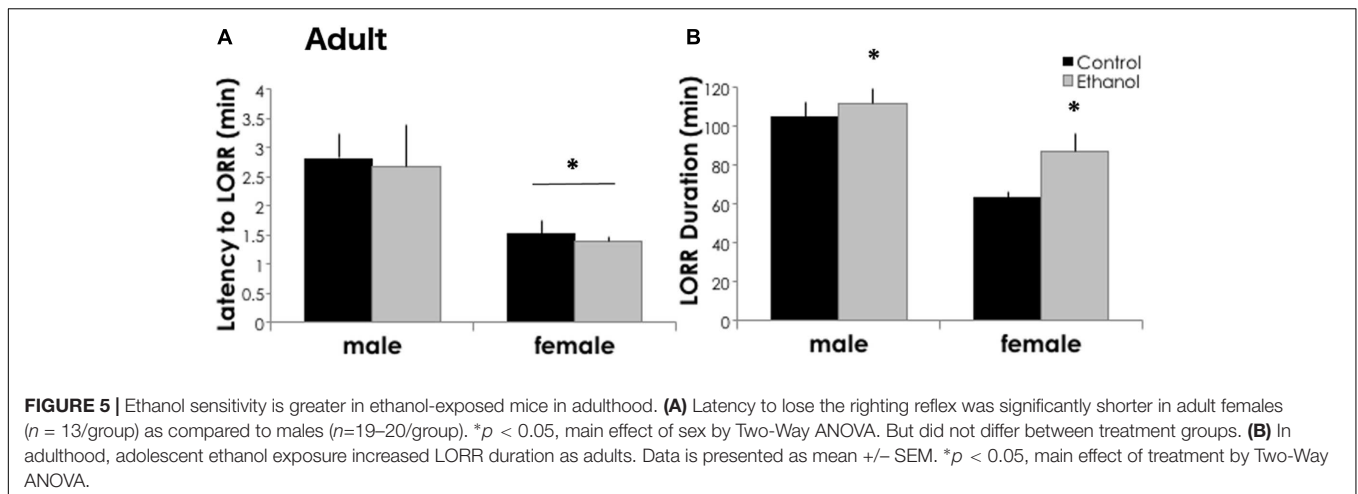 A Adult
Latency to LORR (min)
4
3.5
3
2.5
2
1.5
1
0.5
0
*
male female
B
Control
Ethanol
LORR Duration (min)
120
100
80
60
40
20
0
*
*
male female
FIGURE 5 | Ethanol sensitivity is greater in ethanol-exposed mice in adulthood. (A) Latency to lose the righting reflex was significantly shorter in adult females
(n = 13/group) as compared to males (n=19–20/group). *p < 0.05, main effect of sex by Two-Way ANOVA. But did not differ between treatment groups. (B) In
adulthood, adolescent ethanol exposure increased LORR duration as adults. Data is presented as mean +/– SEM. *p < 0.05, main effect of treatment by Two-Way
ANOVA.